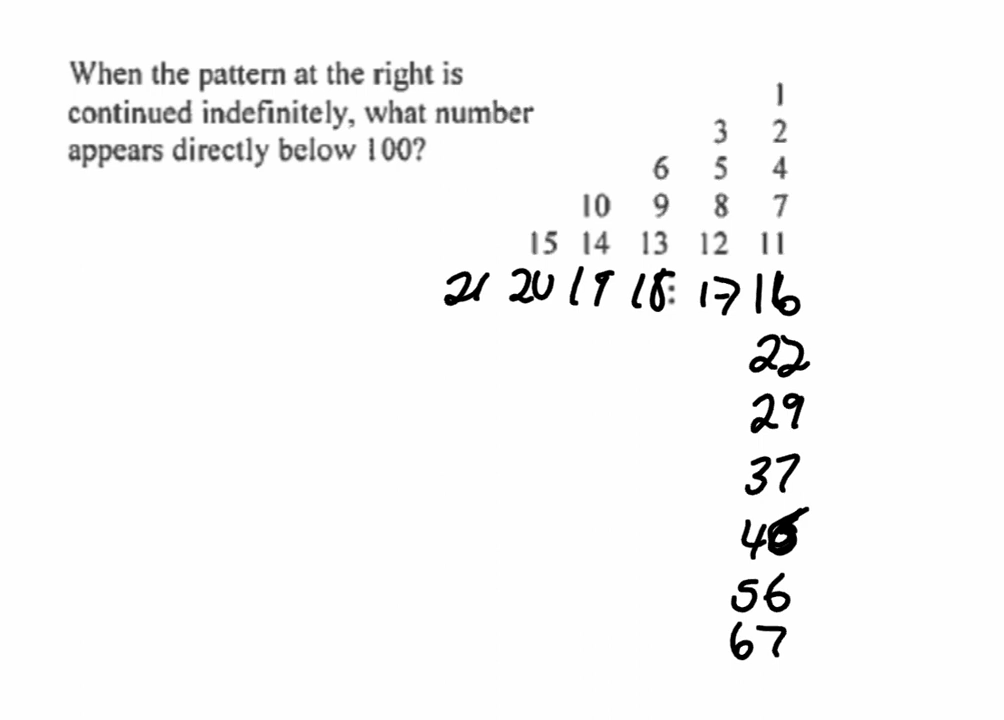 When the pattern at the right is
continued indefinitely, what number
appears directly below 100?
1
3 2
6 5 4
10 9 8 7
15 14 13 12 11
21 20 19 18 17 16
22
29
37
46
56
67